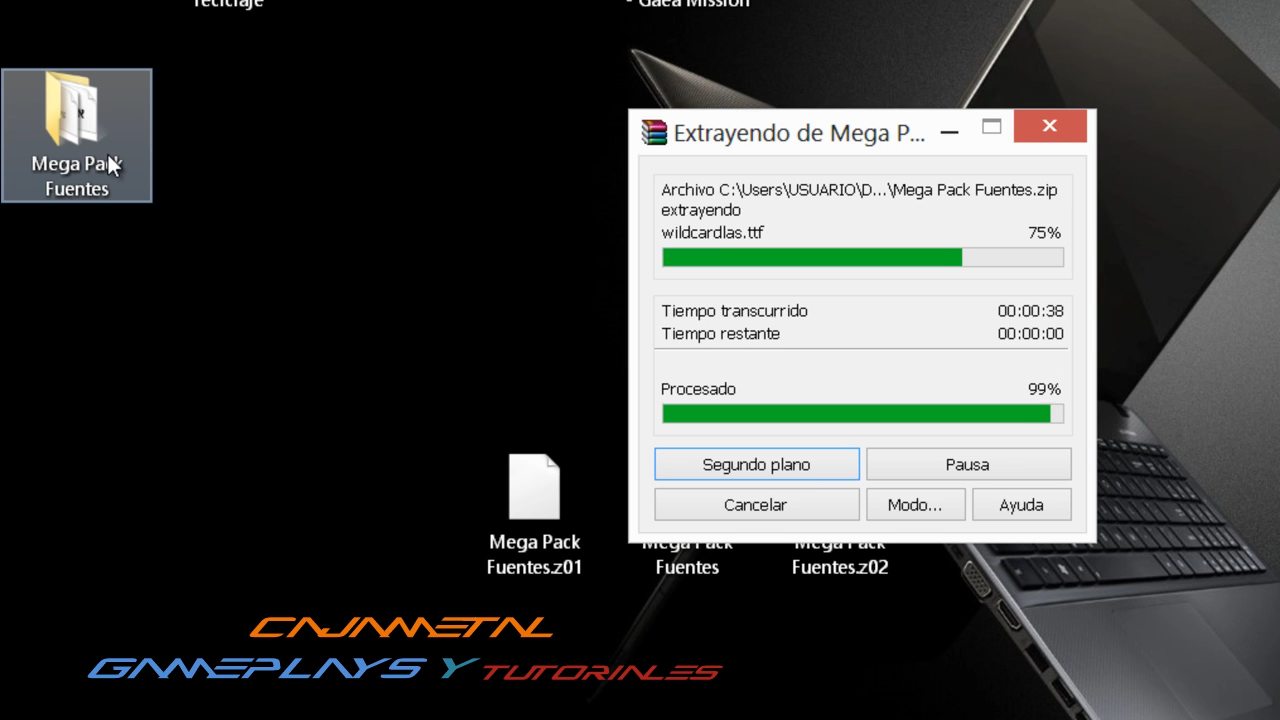 reciclaje
- Gaea Mission
Mega Pack
Fuentes
Extrayendo de Mega P...
Archivo C:\Users\USUARIO\D...\Mega Pack Fuentes.zip
extrayendo
wildcardlas.ttf 75%
Tiempo transcurrido 00:00:38
Tiempo restante 00:00:00
Procesado 99%
Segundo plano Pausa
Cancelar Modo... Ayuda
Mega Pack Mega Pack Mega Pack
Fuentes.z01 Fuentes Fuentes.z02
CAJAMETAL
GAMEPLAYS Y TUTORIALES